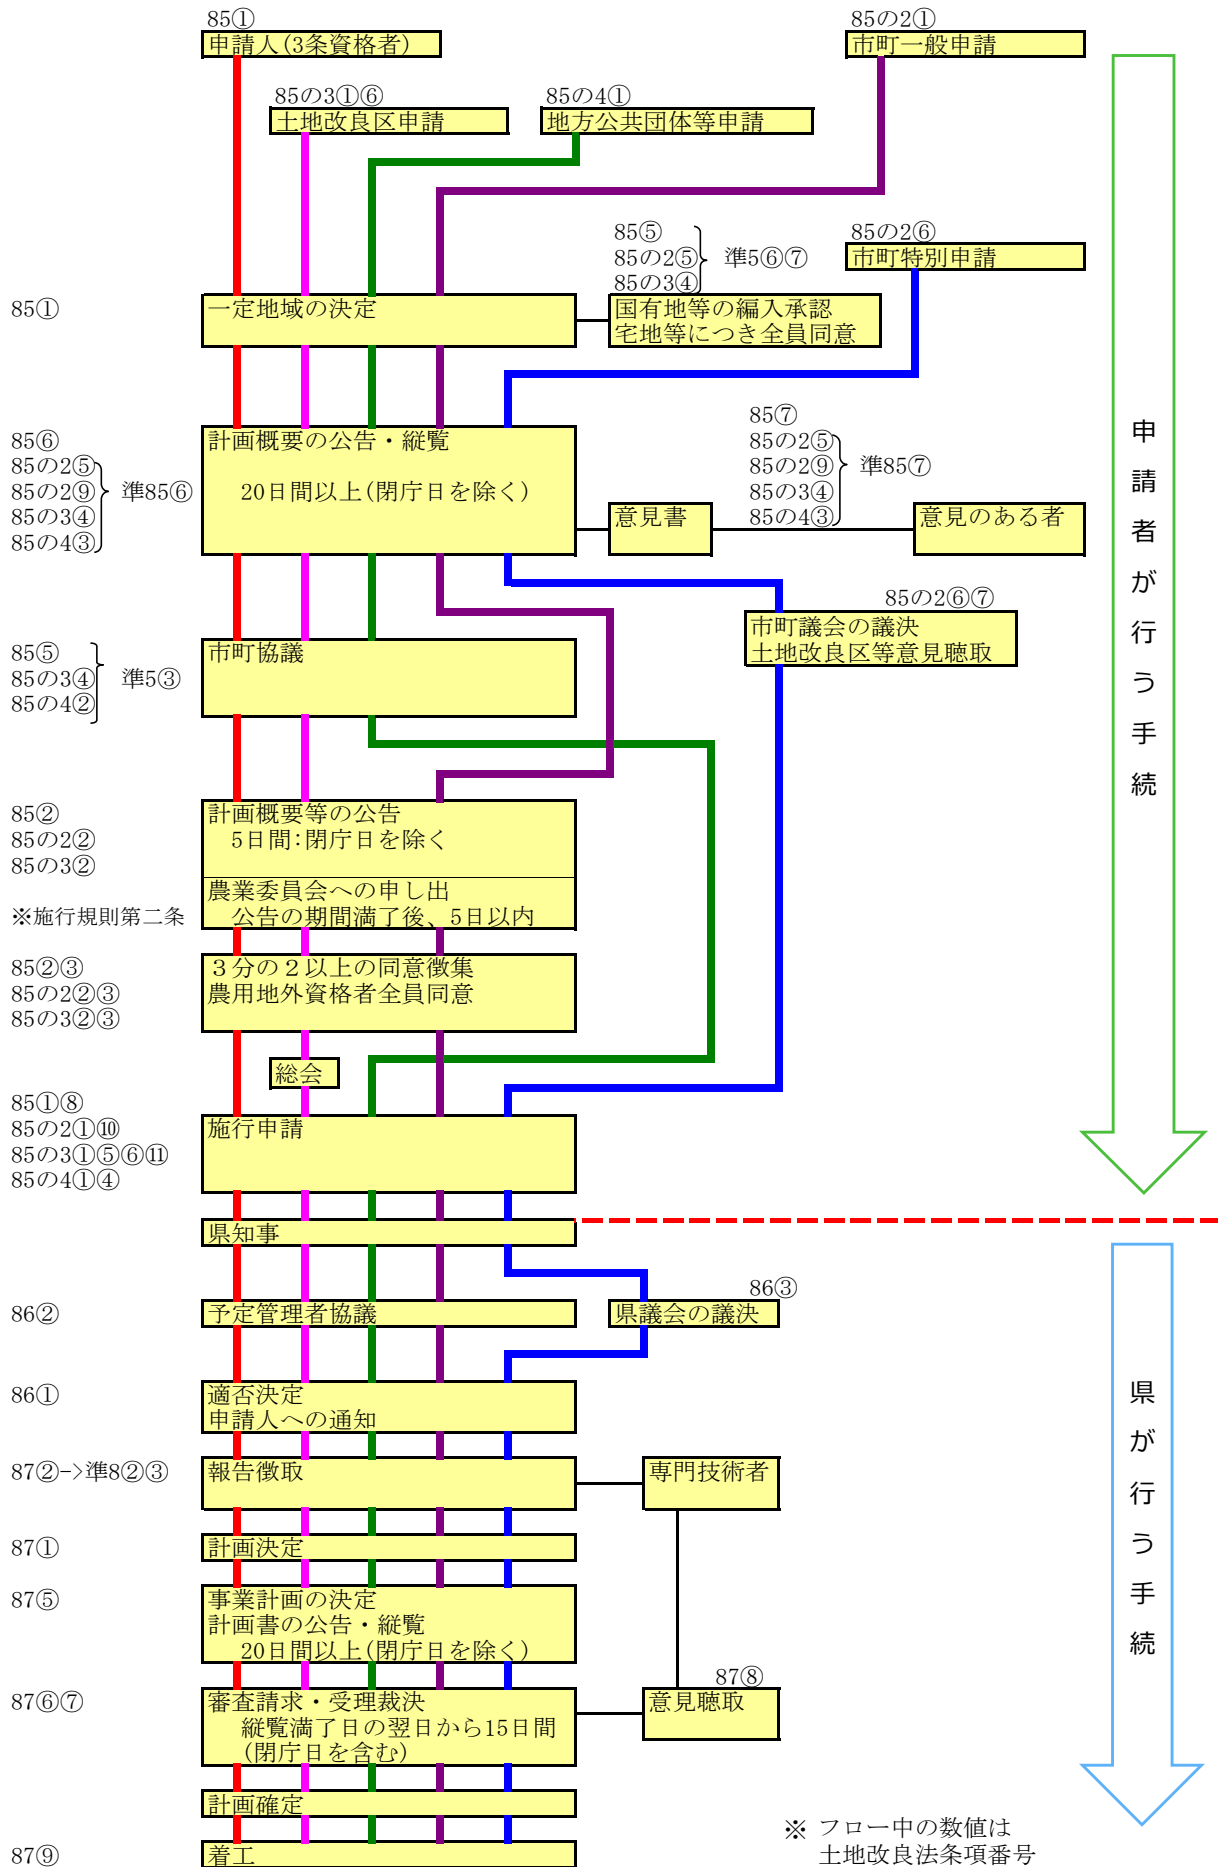 85①
申請人(3条資格者)
85の2①
市町一般申請
85の3①⑥
土地改良区申請
85の4①
地方公共団体等申請
85⑤
85の2⑤
85の3④
準5⑥⑦
85の2⑥
市町特別申請
85①
一定地域の決定
国有地等の編入承認
宅地等につき全員同意
85⑥
85の2⑤
85の2⑨
85の3④
85の4③
準85⑥
計画概要の公告・縦覧
20日間以上(閉庁日を除く)
85⑦
85の2⑤
85の2⑨
85の3④
85の4③
準85⑦
意見書
意見のある者
85の2⑥⑦
市町議会の議決
土地改良区等意見聴取
85⑤
85の3④
85の4②
準5③
市町協議
85②
85の2②
85の3②
計画概要等の公告
5日間:閉庁日を除く
※施行規則第二条
農業委員会への申し出
公告の期間満了後、5日以内
85②③
85の2②③
85の3②③
3分の2以上の同意徴集
農用地外資格者全員同意
総会
85①⑧
85の2①⑩
85の3①⑤⑥⑪
85の4①④
施行申請
申請者が行う手続
県知事
86②
予定管理者協議
86③
県議会の議決
86①
適否決定
申請人への通知
87②->準8②③
報告徴取
専門技術者
87①
計画決定
87⑤
事業計画の決定
計画書の公告・縦覧
20日間以上(閉庁日を除く)
87⑥⑦
審査請求・受理裁決
縦覧満了日の翌日から15日間
(閉庁日を含む)
87⑧
意見聴取
計画確定
87⑨
着工
県が行う手続
※ フロー中の数値は
土地改良法条項番号